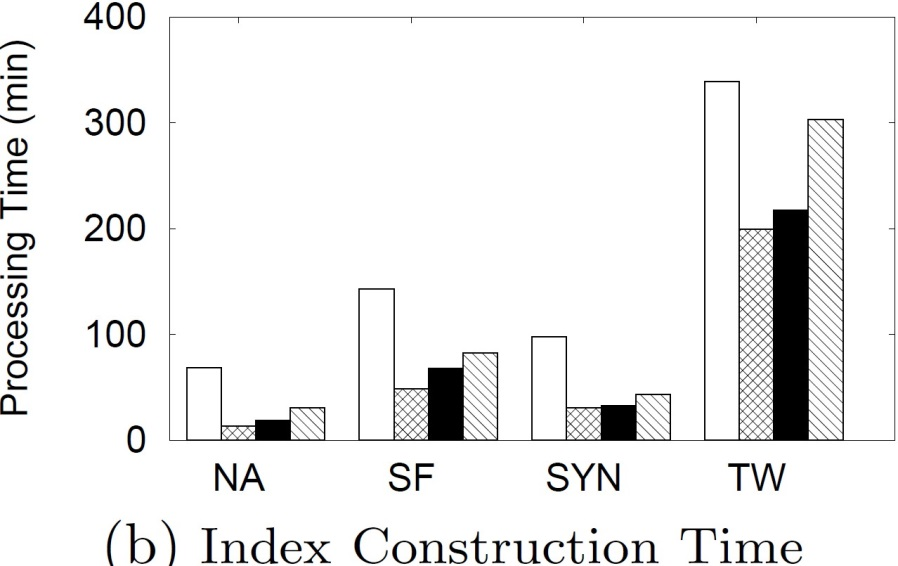 Processing Time (min)
400
300
200
100
0
NA SF SYN TW
(b) Index Construction Time